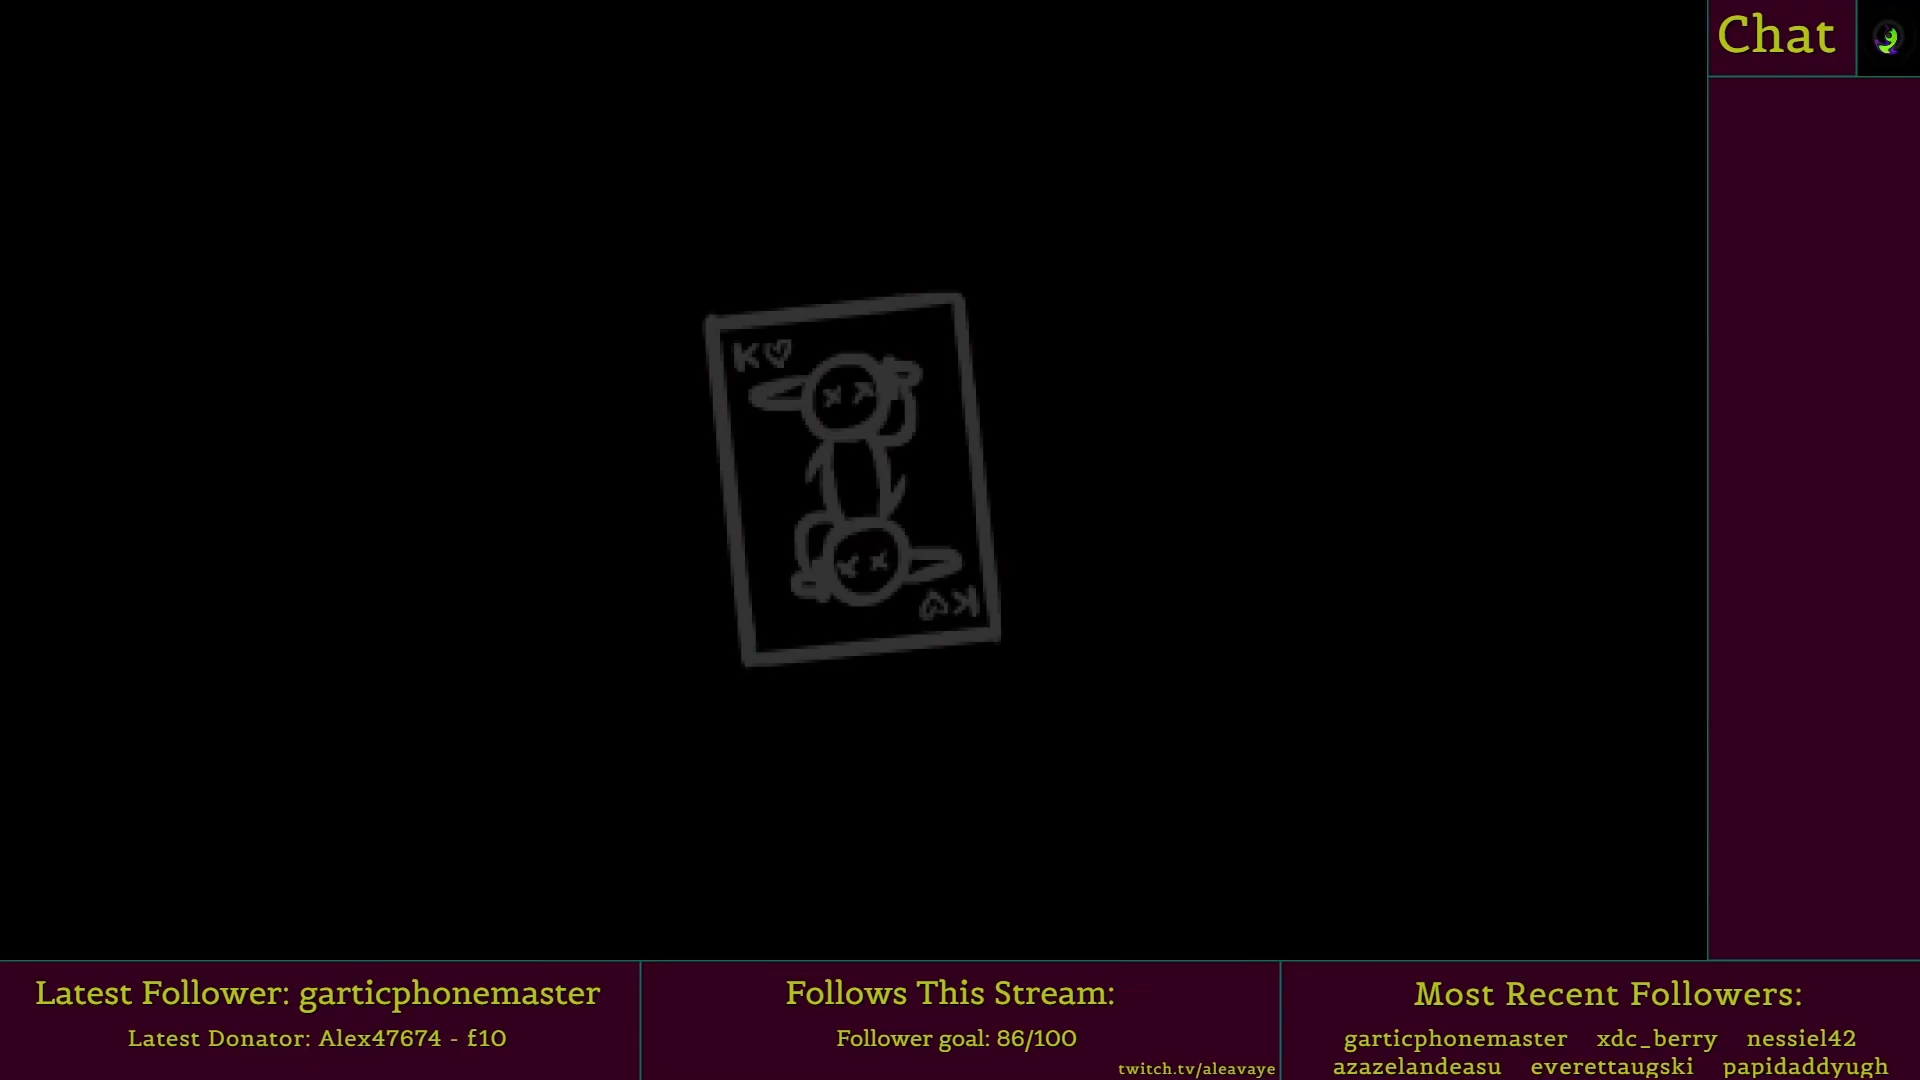 Chat
K♡
K♡
Latest Follower: garticphonemaster
Latest Donator: Alex47674 - £10
Follows This Stream:
Follower goal: 86/100
twitch.tv/aleavaye
Most Recent Followers:
garticphonemaster xdc_berry nessiel42
azazelandeasu everettaugski papidaddyugh